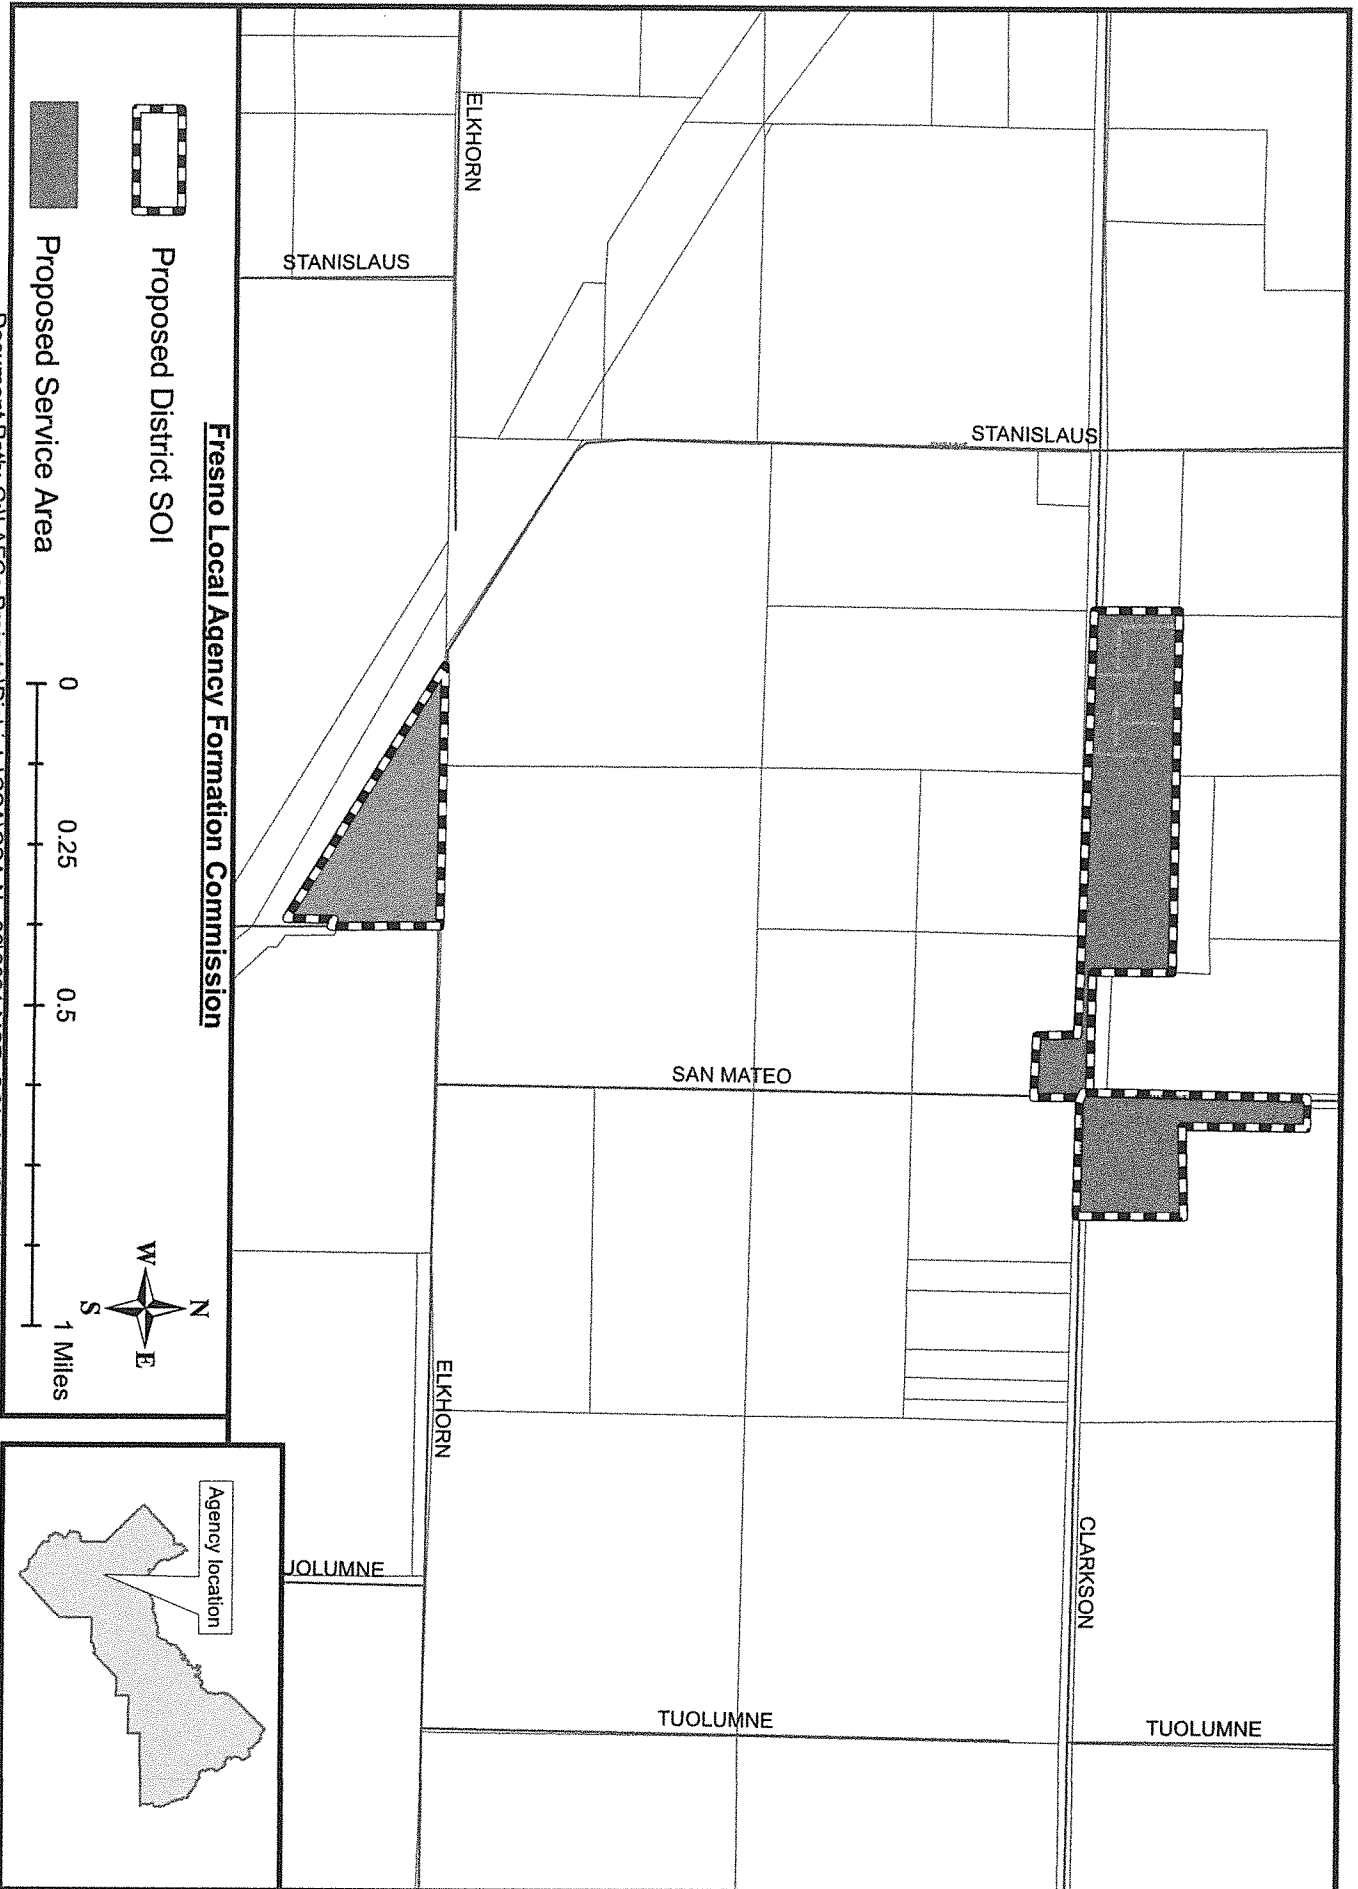 ELKHORN
STANISLAUS
STANISLAUS
SAN MATEO
ELKHORN
CLARKSON
TUOLUMNE
TUOLUMNE
UOLUMNE
Fresno Local Agency Formation Commission
Proposed District SOI
Proposed Service Area
0 0.25 0.5 1 Miles
N
W E
S
Agency location